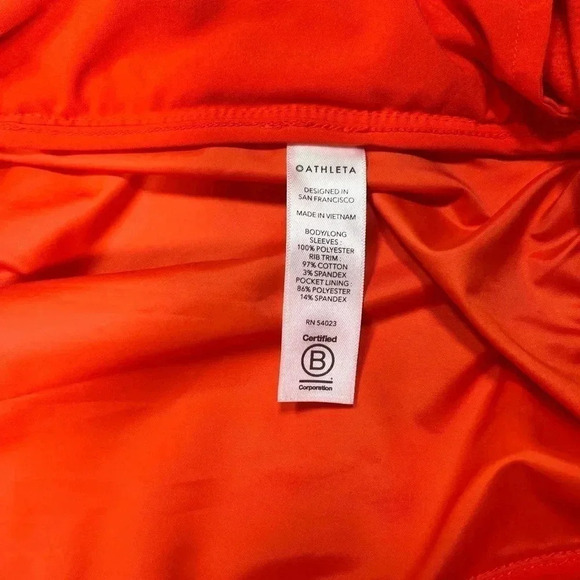 OATHLETA
DESIGNED IN
SAN FRANCISCO
MADE IN VIETNAM
BODY/LONG
SLEEVES :
100% POLYESTER
RIB TRIM :
97% COTTON
3% SPANDEX
POCKET LINING :
86% POLYESTER
14% SPANDEX
RN 54023
Certified
B
Corporation